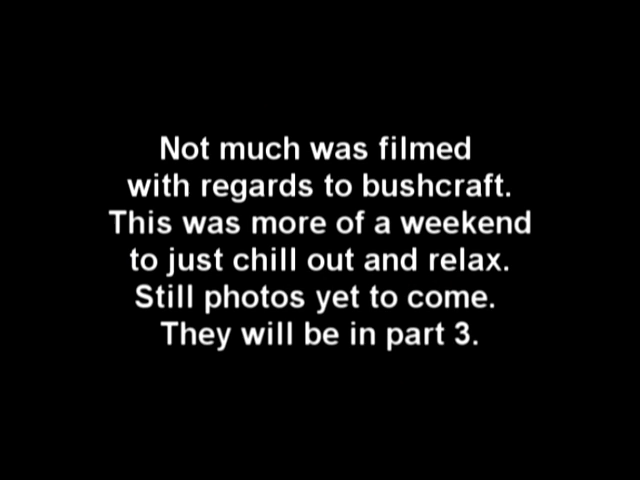 Not much was filmed
with regards to bushcraft.
This was more of a weekend
to just chill out and relax.
Still photos yet to come.
They will be in part 3.